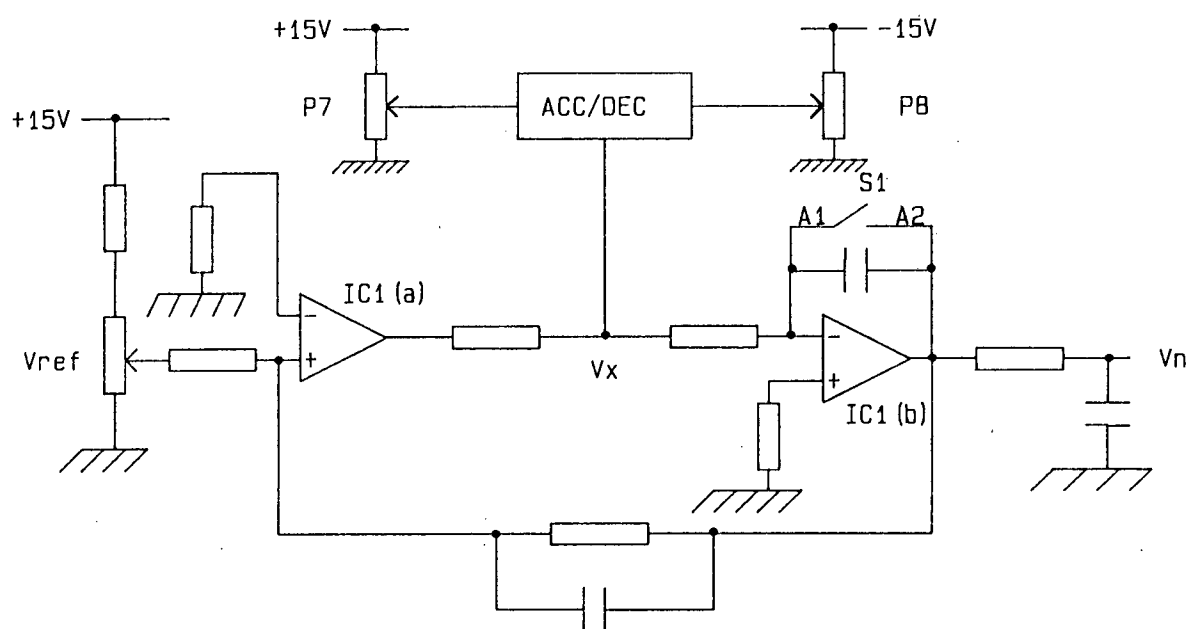 +15V
-15V
P7
ACC/DEC
P8
+15V
S1
A1
A2
IC1(a)
-
+
Vref
Vx
-
+
IC1(b)
Vn